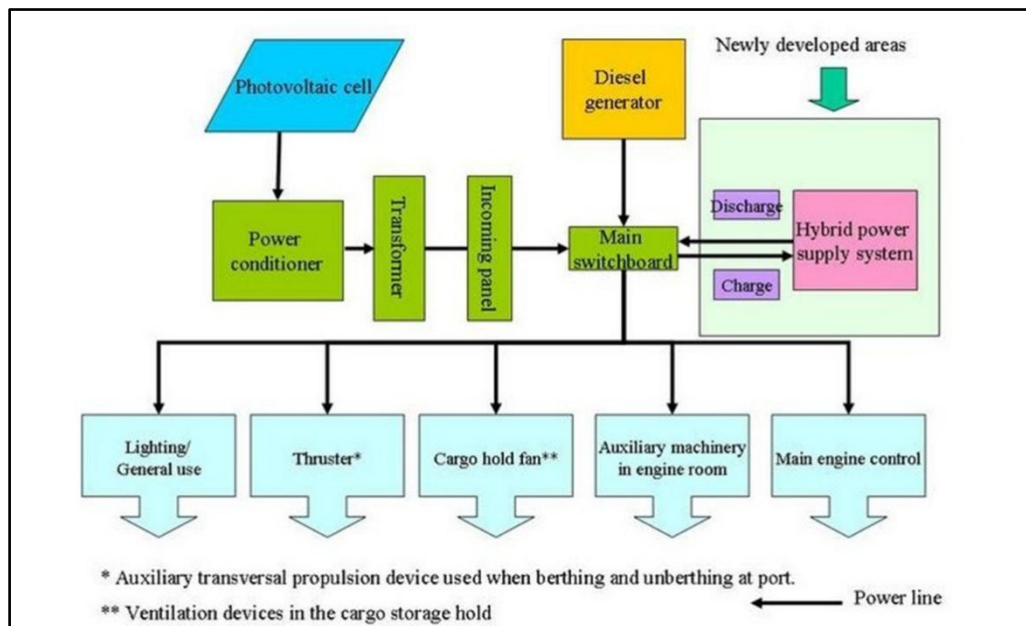 Newly developed areas
Photovoltaic cell
Diesel
generator
Power
conditioner
Transformer
Incoming panel
Main
switchboard
Discharge
Charge
Hybrid power
supply system
Lighting/
General use
Thruster*
Cargo hold fan**
Auxiliary machinery
in engine room
Main engine control
* Auxiliary transversal propulsion device used when berthing and unberthing at port.
** Ventilation devices in the cargo storage hold
Power line